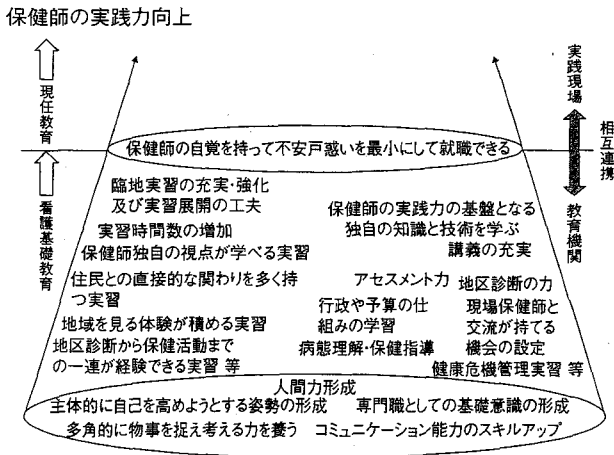 保健師の実践力向上
現任教育
看護基礎教育
実践現場
相互連携
教育機関
保健師の自覚を持って不安戸惑いを最小にして就職できる
臨地実習の充実・強化
及び実習展開の工夫
実習時間数の増加
保健師独自の視点が学べる実習
住民との直接的な関わりを多く持
つ実習
地域を見る体験が積める実習
地区診断から保健活動まで
の一連が経験できる実習 等
保健師の実践力の基盤となる
独自の知識と技術を学ぶ
講義の充実
アセスメント力
地区診断の力
行政や予算の仕
組みの学習
現場保健師と
交流が持てる
機会の設定
病態理解・保健指導
健康危機管理実習 等
人間力形成
主体的に自己を高めようとする姿勢の形成
専門職としての基礎意識の形成
多角的に物事を捉え考える力を養う
コミュニケーション能力のスキルアップ